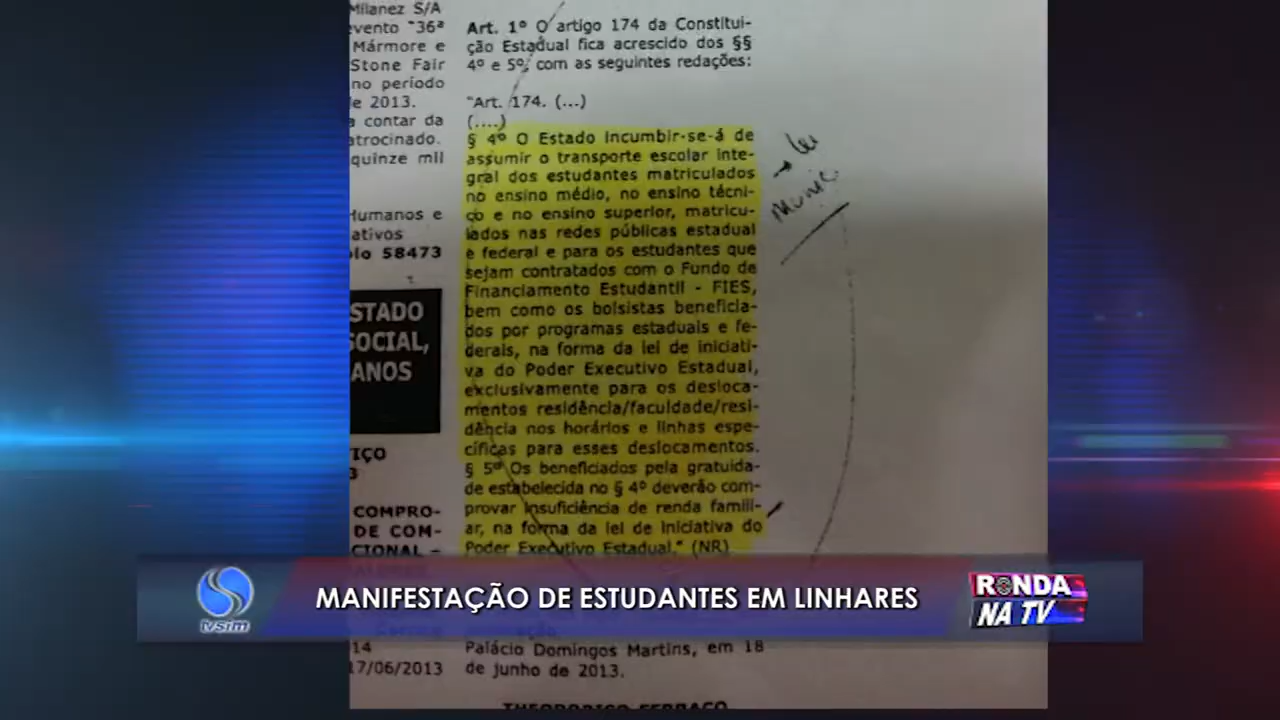 Milanez S/A
evento "36ª
Mármore e
Stone Fair
no período
de 2013.
a contar da
atrocinado.
quinze mil
Humanos e
ativos
olo 58473
STADO
SOCIAL,
ANOS
IÇO
3
COMPRO-
DE COM-
CIONAL –
14
17/06/2013
Art. 1º O artigo 174 da Constitui-
ção Estadual fica acrescido dos §§
4º e 5º, com as seguintes redações:
"Art. 174. (...)
(....)
§ 4º O Estado incumbir-se-á de
assumir o transporte escolar inte-
gral dos estudantes matriculados
no ensino médio, no ensino técni-
co e no ensino superior, matricu-
lados nas redes públicas estadual
e federal e para os estudantes que
sejam contratados com o Fundo de
Financiamento Estudantil - FIES,
bem como os bolsistas beneficia-
dos por programas estaduais e fe-
derais, na forma da lei de iniciati-
va do Poder Executivo Estadual,
exclusivamente para os desloca-
mentos residência/faculdade/resi-
dência nos horários e linhas espe-
cíficas para esses deslocamentos.
§ 5º Os beneficiados pela gratuida-
de estabelecida no § 4º deverão com-
provar insuficiência de renda famili-
ar, na forma da lei de iniciativa do
Poder Executivo Estadual." (NR)
Palácio Domingos Martins, em 18
de junho de 2013.
THEODORICO FERRAÇO
→ lei
Munic.
tvsim
MANIFESTAÇÃO DE ESTUDANTES EM LINHARES
RONDA
NA TV